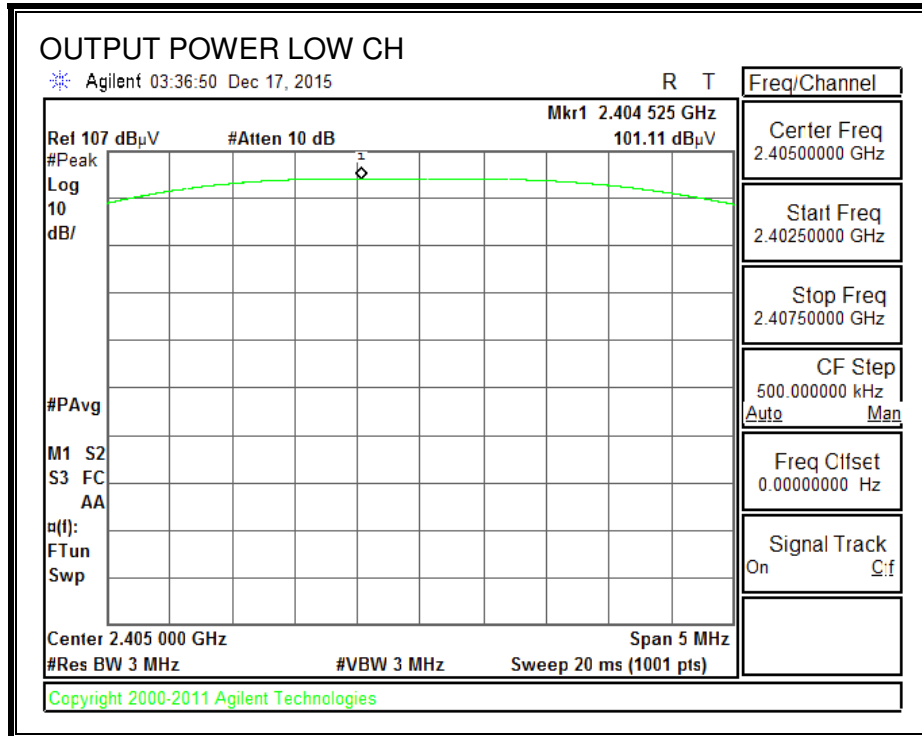 OUTPUT POWER LOW CH
Agilent 03:36:50 Dec 17, 2015 R T
Freq/Channel
Mkr1 2.404 525 GHz
Ref 107 dBµV #Atten 10 dB 101.11 dBµV
#Peak
Log
10
dB/
1
#PAvg
M1 S2
S3 FC
AA
¤(f):
FTun
Swp
Center 2.405 000 GHz Span 5 MHz
#Res BW 3 MHz #VBW 3 MHz Sweep 20 ms (1001 pts)
Copyright 2000-2011 Agilent Technologies
Center Freq
2.40500000 GHz
Start Freq
2.40250000 GHz
Stop Freq
2.40750000 GHz
CF Step
500.000000 kHz
Auto Man
Freq Offset
0.00000000 Hz
Signal Track
On Off